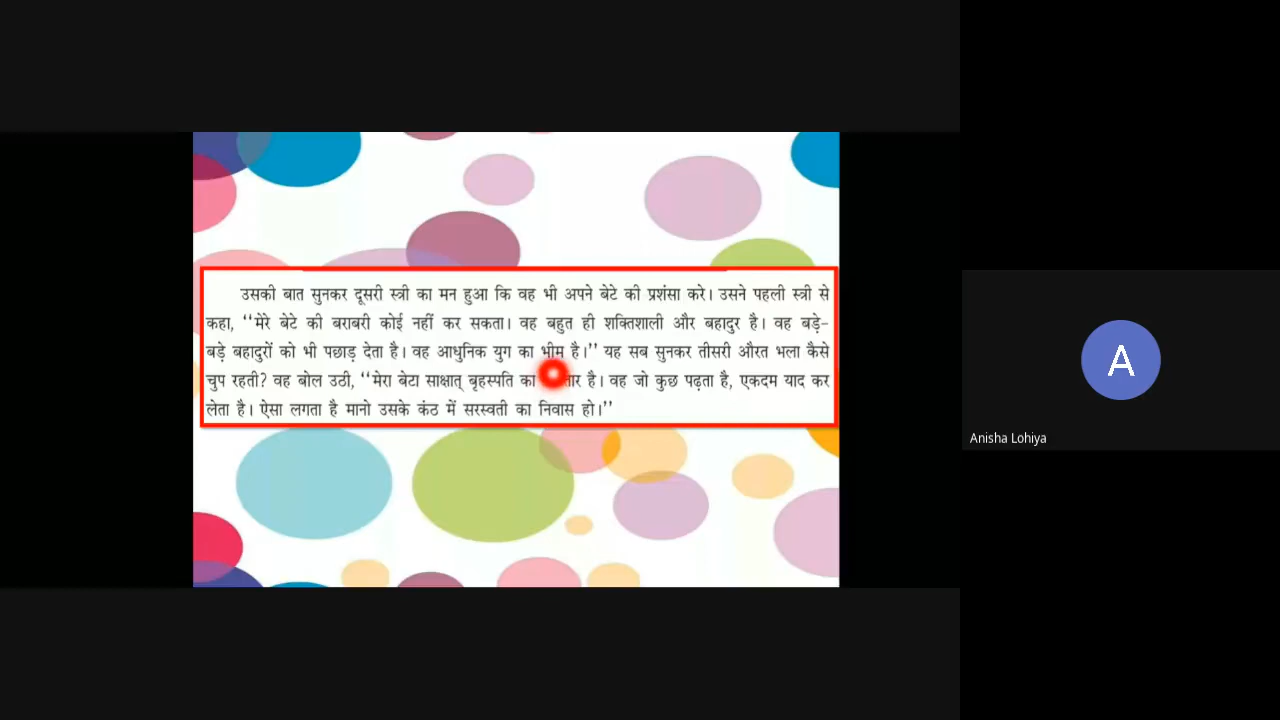 उसकी बात सुनकर दूसरी स्त्री का मन हुआ कि वह भी अपने बेटे की प्रशंसा करे। उसने पहली स्त्री से
कहा, ‘‘मेरे बेटे की बराबरी कोई नहीं कर सकता। वह बहुत ही शक्तिशाली और बहादुर है। वह बड़े-
बड़े बहादुरों को भी पछाड़ देता है। वह आधुनिक युग का भीम है।’’ यह सब सुनकर तीसरी औरत भला कैसे
चुप रहती? वह बोल उठी, ‘‘मेरा बेटा साक्षात् बृहस्पति का है। वह जो कुछ पढ़ता है, एकदम याद कर
लेता है। ऐसा लगता है मानो उसके कंठ में सरस्वती का निवास हो।’’
A
Anisha Lohiya